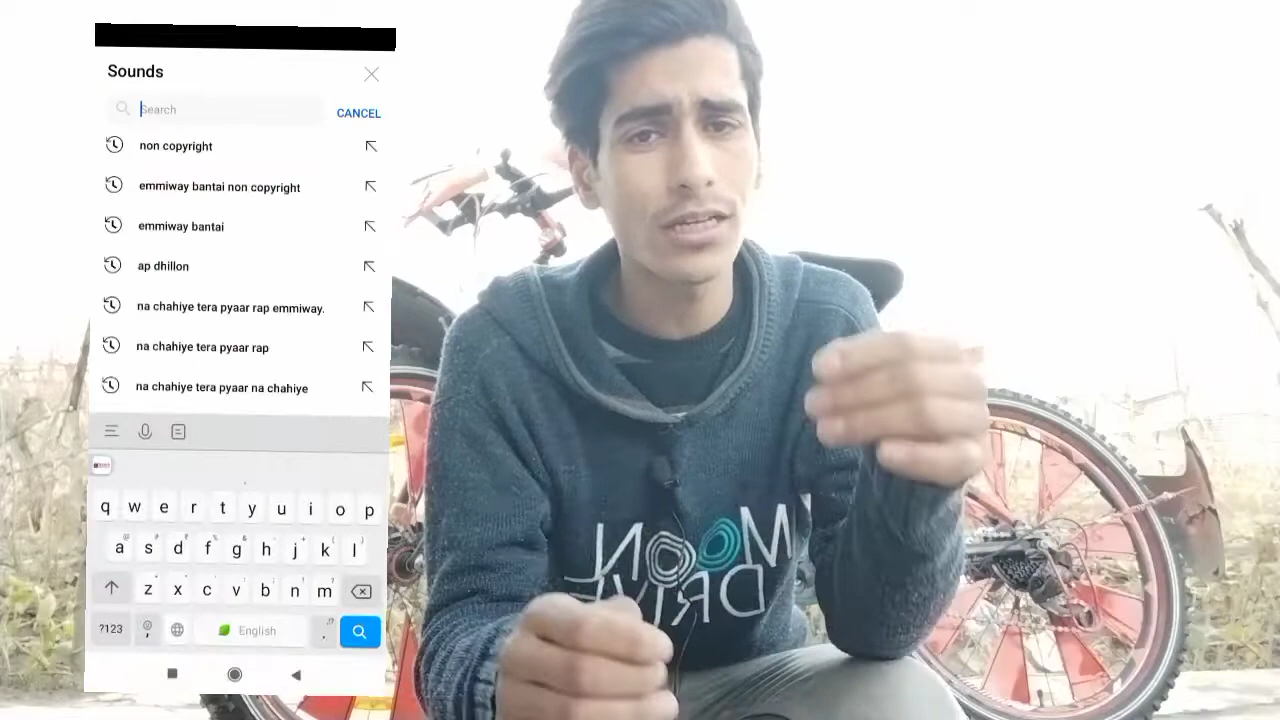 Sounds
Search
CANCEL
non copyright
emmiway bantai non copyright
emmiway bantai
ap dhillon
na chahiye tera pyaar rap emmiway.
na chahiye tera pyaar rap
na chahiye tera pyaar na chahiye
q w e r t y u i o p
a s d f g h j k l
z x c v b n m
?123 , English .
MOON
DRIVE